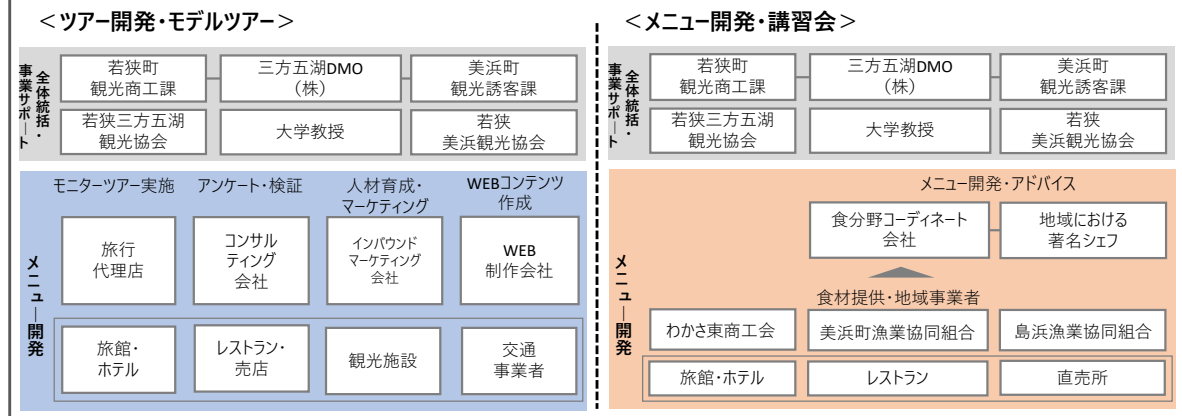 ＜ツアー開発・モデルツアー＞
全体統括・
事業サポート
若狭町
観光商工課
三方五湖DMO
（株）
美浜町
観光誘客課
若狭三方五湖
観光協会
大学教授
若狭
美浜観光協会
メニュー開発
モニターツアー実施
アンケート・検証
人材育成・
マーケティング
WEBコンテンツ
作成
旅行
代理店
コンサル
ティング
会社
インバウンド
マーケティング
会社
WEB
制作会社
旅館・
ホテル
レストラン・
売店
観光施設
交通
事業者
＜メニュー開発・講習会＞
全体統括・
事業サポート
若狭町
観光商工課
三方五湖DMO
（株）
美浜町
観光誘客課
若狭三方五湖
観光協会
大学教授
若狭
美浜観光協会
メニュー開発
メニュー開発・アドバイス
食分野コーディネート
会社
地域における
著名シェフ
食材提供・地域事業者
わかさ東商工会
美浜町漁業協同組合
島浜漁業協同組合
旅館・ホテル
レストラン
直売所